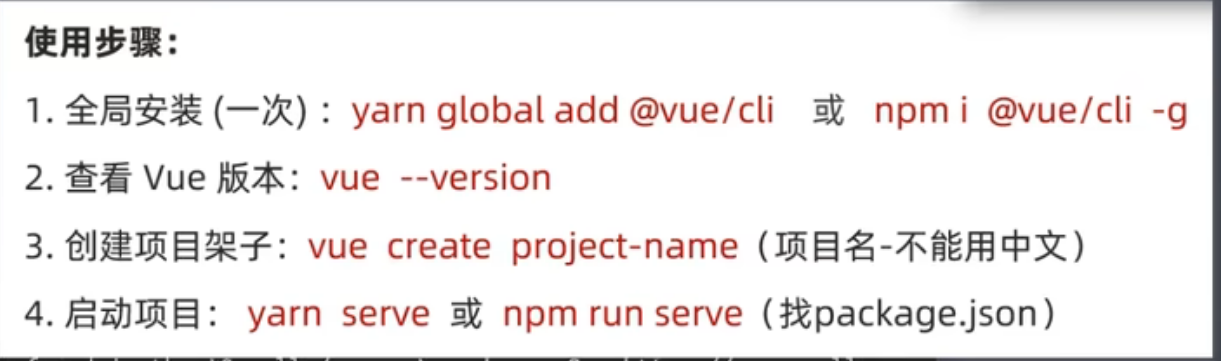 使用步骤：
1. 全局安装 (一次) ：yarn global add @vue/cli 或 npm i @vue/cli -g
2. 查看 Vue 版本：vue --version
3. 创建项目架子：vue create project-name（项目名-不能用中文）
4. 启动项目： yarn serve 或 npm run serve（找package.json）